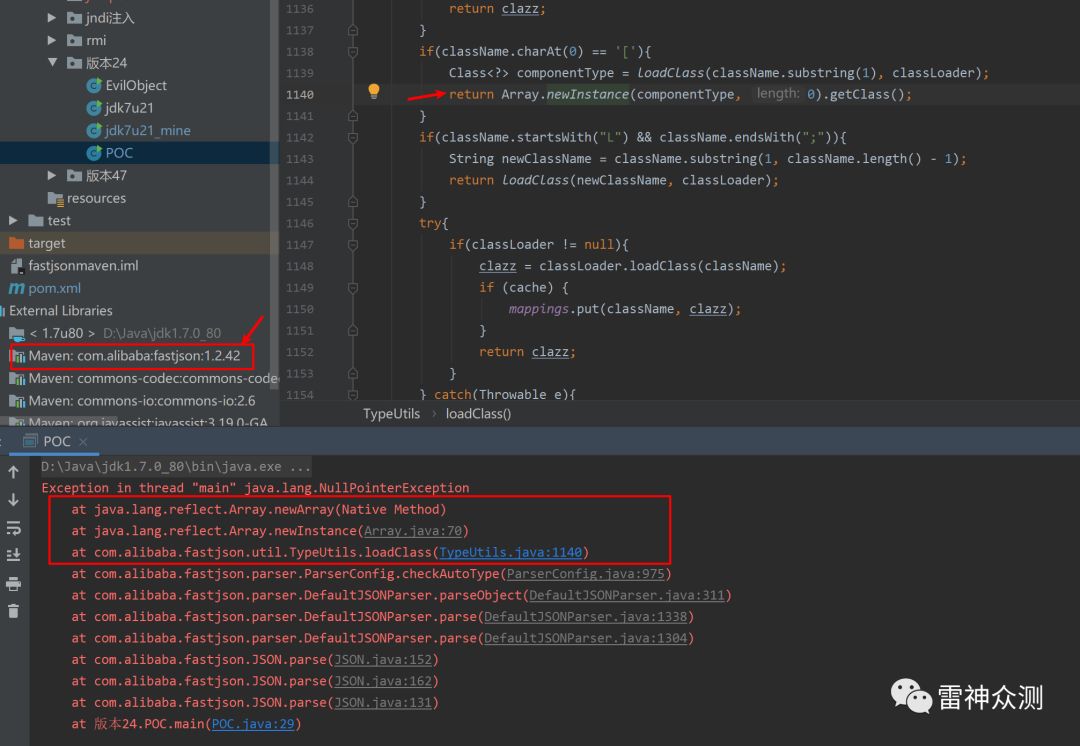 jndi注入
rmi
版本24
EvilObject
jdk7u21
jdk7u21_mine
POC
版本47
resources
test
target
fastjsonmaven.iml
pom.xml
External Libraries
< 1.7u80 > D:\Java\jdk1.7.0_80
Maven: com.alibaba:fastjson:1.2.42
Maven: commons-codec:commons-codec
Maven: commons-io:commons-io:2.6
Maven: org.javassist:javassist:3.19.0-GA
1136 return clazz;
1137 }
1138 if(className.charAt(0) == '['){
1139 Class<?> componentType = loadClass(className.substring(1), classLoader);
1140 return Array.newInstance(componentType, length: 0).getClass();
1141 }
1142 if(className.startsWith("L") && className.endsWith(";")){
1143 String newClassName = className.substring(1, className.length() - 1);
1144 return loadClass(newClassName, classLoader);
1145 }
1146 try{
1147 if(classLoader != null){
1148 clazz = classLoader.loadClass(className);
1149 if (cache) {
1150 mappings.put(className, clazz);
1151 }
1152 return clazz;
1153 }
1154 } catch(Throwable e){
TypeUtils › loadClass()
POC ×
D:\Java\jdk1.7.0_80\bin\java.exe ...
Exception in thread "main" java.lang.NullPointerException
at java.lang.reflect.Array.newArray(Native Method)
at java.lang.reflect.Array.newInstance(Array.java:70)
at com.alibaba.fastjson.util.TypeUtils.loadClass(TypeUtils.java:1140)
at com.alibaba.fastjson.parser.ParserConfig.checkAutoType(ParserConfig.java:975)
at com.alibaba.fastjson.parser.DefaultJSONParser.parseObject(DefaultJSONParser.java:311)
at com.alibaba.fastjson.parser.DefaultJSONParser.parse(DefaultJSONParser.java:1338)
at com.alibaba.fastjson.parser.DefaultJSONParser.parse(DefaultJSONParser.java:1304)
at com.alibaba.fastjson.JSON.parse(JSON.java:152)
at com.alibaba.fastjson.JSON.parse(JSON.java:162)
at com.alibaba.fastjson.JSON.parse(JSON.java:131)
at 版本24.POC.main(POC.java:29)
雷神众测